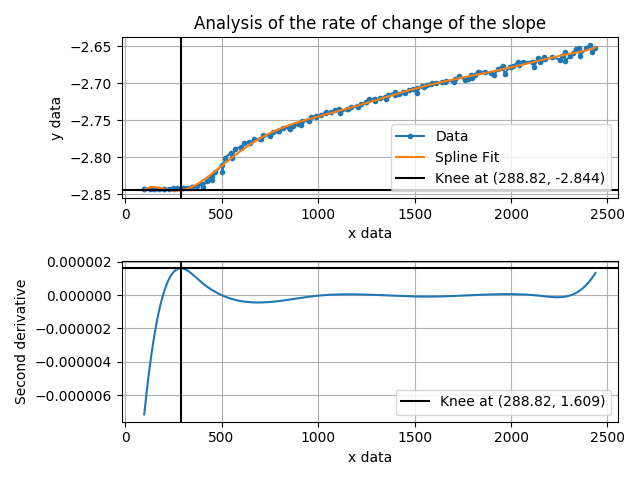 Analysis of the rate of change of the slope
−2.65
−2.70
−2.75
−2.80
−2.85
y data
Data
Spline Fit
Knee at (288.82, -2.844)
0 500 1000 1500 2000 2500
x data
0.000002
0.000000
−0.000002
−0.000004
−0.000006
Second derivative
Knee at (288.82, 1.609)
0 500 1000 1500 2000 2500
x data